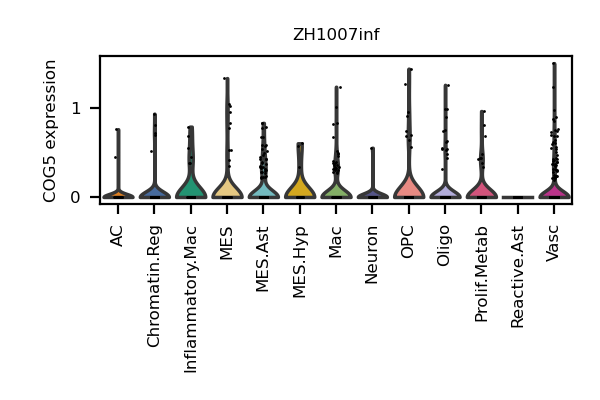 ZH1007inf
COG5 expression
1
0
AC
Chromatin.Reg
Inflammatory.Mac
MES
MES.Ast
MES.Hyp
Mac
Neuron
OPC
Oligo
Prolif.Metab
Reactive.Ast
Vasc